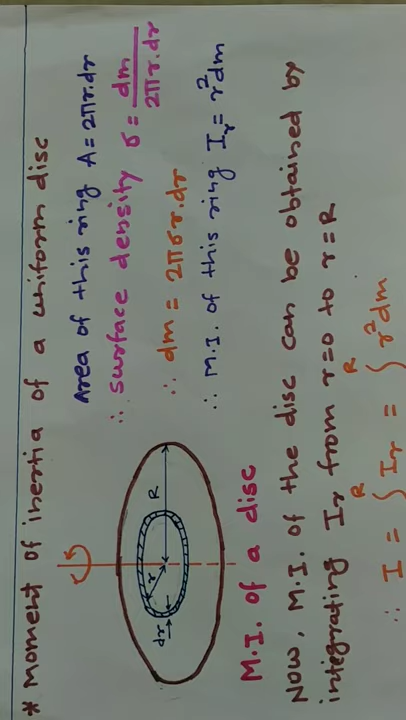 * Moment of inertia of a uniform disc
Area of this ring A = 2πr.dr
∴ surface density σ = dm / 2πr.dr
∴ dm = 2πσr.dr
∴ M.I. of this ring Ir = r²dm
R
r
dr
M.I. of a disc
Now, M.I. of the disc can be obtained by
integrating Ir from r=0 to r=R
∴ I = ∫ᴿ Ir = ∫ᴿ r²dm